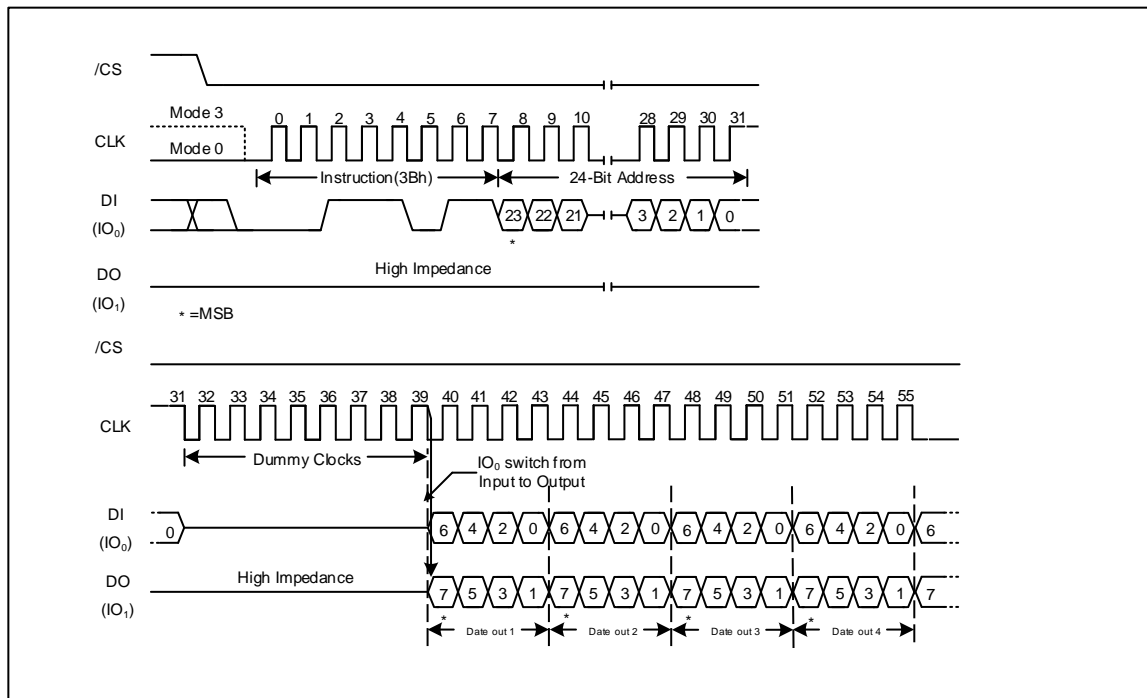 /CS
Mode 3
CLK
Mode 0
0 1 2 3 4 5 6 7 8 9 10 28 29 30 31
Instruction(3Bh)
24-Bit Address
DI
(IO₀)
23 22 21 3 2 1 0
*
DO
(IO₁)
High Impedance
* =MSB
/CS
31 32 33 34 35 36 37 38 39 40 41 42 43 44 45 46 47 48 49 50 51 52 53 54 55
CLK
Dummy Clocks
IO₀ switch from
Input to Output
DI
(IO₀)
0 6 4 2 0 6 4 2 0 6 4 2 0 6 4 2 0 6
DO
(IO₁)
High Impedance
7 5 3 1 7 5 3 1 7 5 3 1 7 5 3 1 7
* * * *
Date out 1 Date out 2 Date out 3 Date out 4